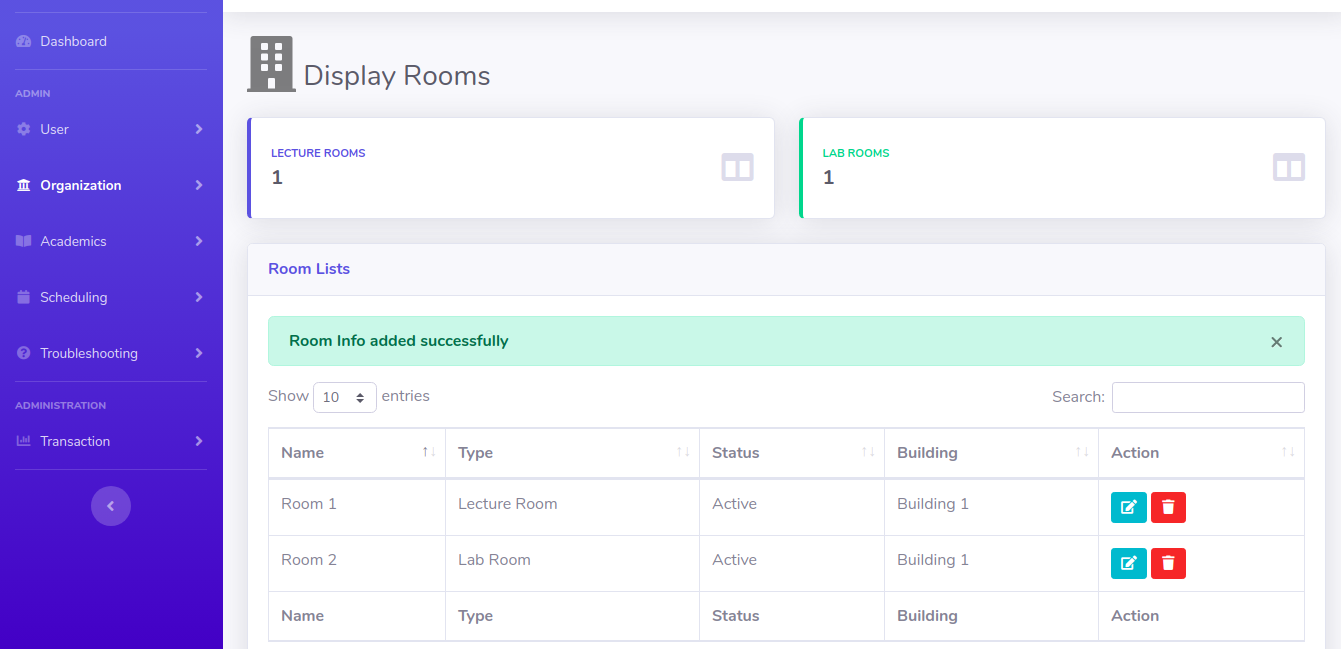 Dashboard
ADMIN
User
Organization
Academics
Scheduling
Troubleshooting
ADMINISTRATION
Transaction
Display Rooms
LECTURE ROOMS
1
LAB ROOMS
1
Room Lists
Room Info added successfully ×
Show 10 entries Search:
Name Type Status Building Action
Room 1 Lecture Room Active Building 1
Room 2 Lab Room Active Building 1
Name Type Status Building Action